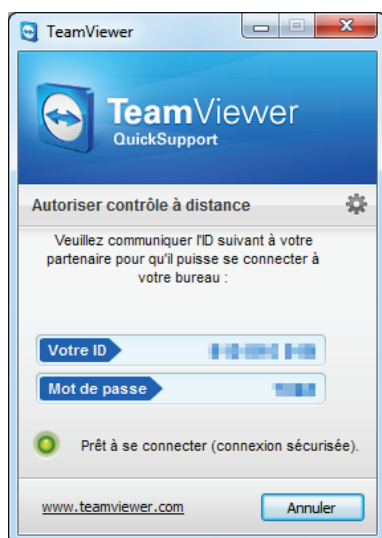 TeamViewer
TeamViewer
QuickSupport
Autoriser contrôle à distance
Veuillez communiquer l'ID suivant à votre
partenaire pour qu'il puisse se connecter à
votre bureau :
Votre ID
Mot de passe
Prêt à se connecter (connexion sécurisée).
www.teamviewer.com
Annuler